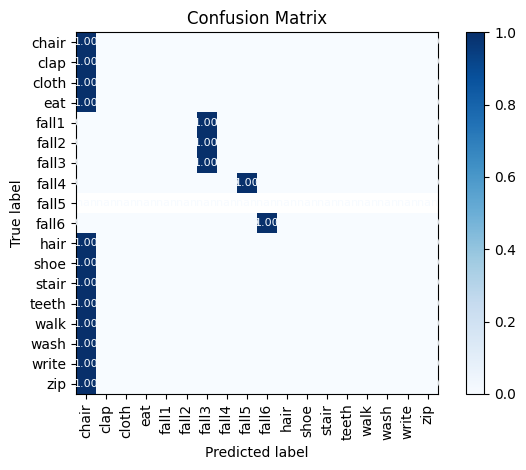 Confusion Matrix
True label
chair 1.00
clap 1.00
cloth 1.00
eat 1.00
fall1 1.00
fall2 1.00
fall3 1.00
fall4 1.00
fall5
fall6 1.00
hair 1.00
shoe 1.00
stair 1.00
teeth 1.00
walk 1.00
wash 1.00
write 1.00
zip 1.00
chair clap cloth eat fall1 fall2 fall3 fall4 fall5 fall6 hair shoe stair teeth walk wash write zip
Predicted label
1.0
0.8
0.6
0.4
0.2
0.0